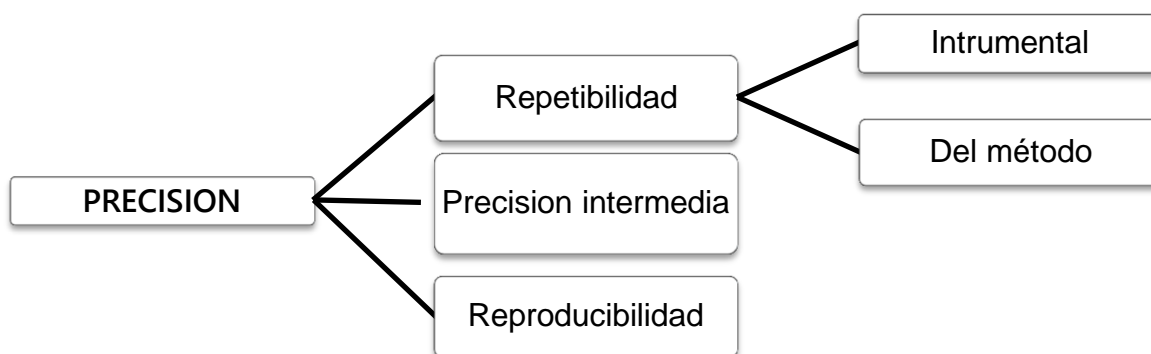 PRECISION
Repetibilidad
Precision intermedia
Reproducibilidad
Intrumental
Del método